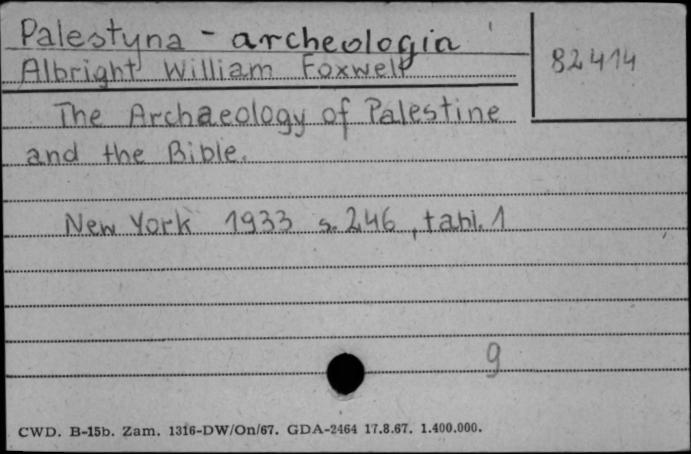 Palestyna - archeologia
82414
Albright William Foxwell
The Archaeology of Palestine
and the Bible.
New York 1933 s. 246, tabl. 1
9
CWD. B-15b. Zam. 1316-DW/On/67. GDA-2464 17.8.67. 1.400.000.